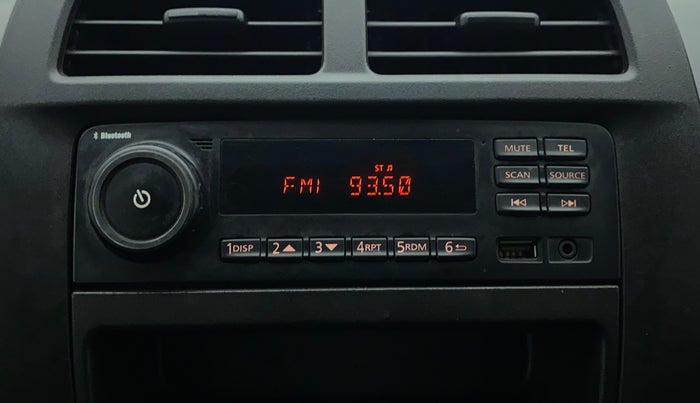 Bluetooth
MUTE TEL
ST
FM1 93.50
SCAN SOURCE
1DISP 2 3 4RPT 5RDM 6